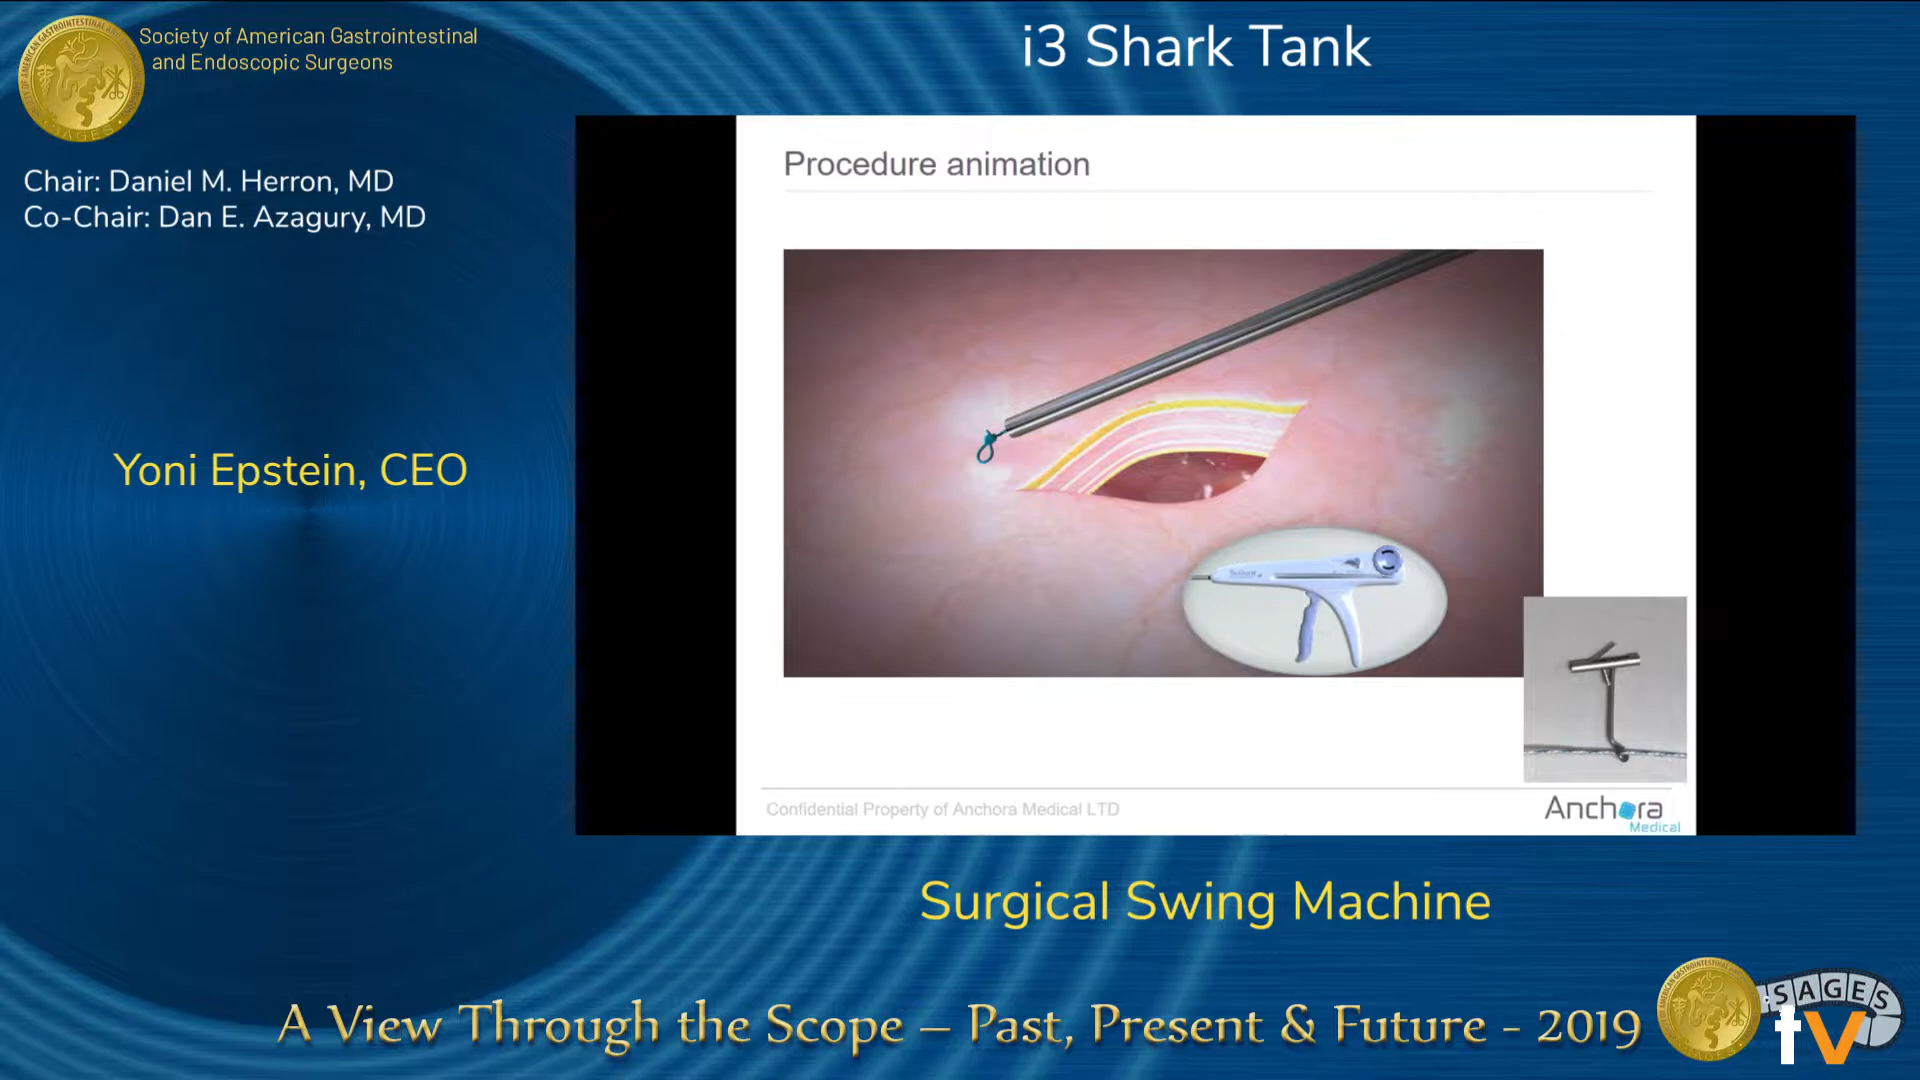 Society of American Gastrointestinal
and Endoscopic Surgeons
i3 Shark Tank
Chair: Daniel M. Herron, MD
Co-Chair: Dan E. Azagury, MD
Procedure animation
Yoni Epstein, CEO
Confidential Property of Anchora Medical LTD
Anchora
Medical
Surgical Swing Machine
A View Through the Scope – Past, Present & Future - 2019
SAGES
tv
SAGES